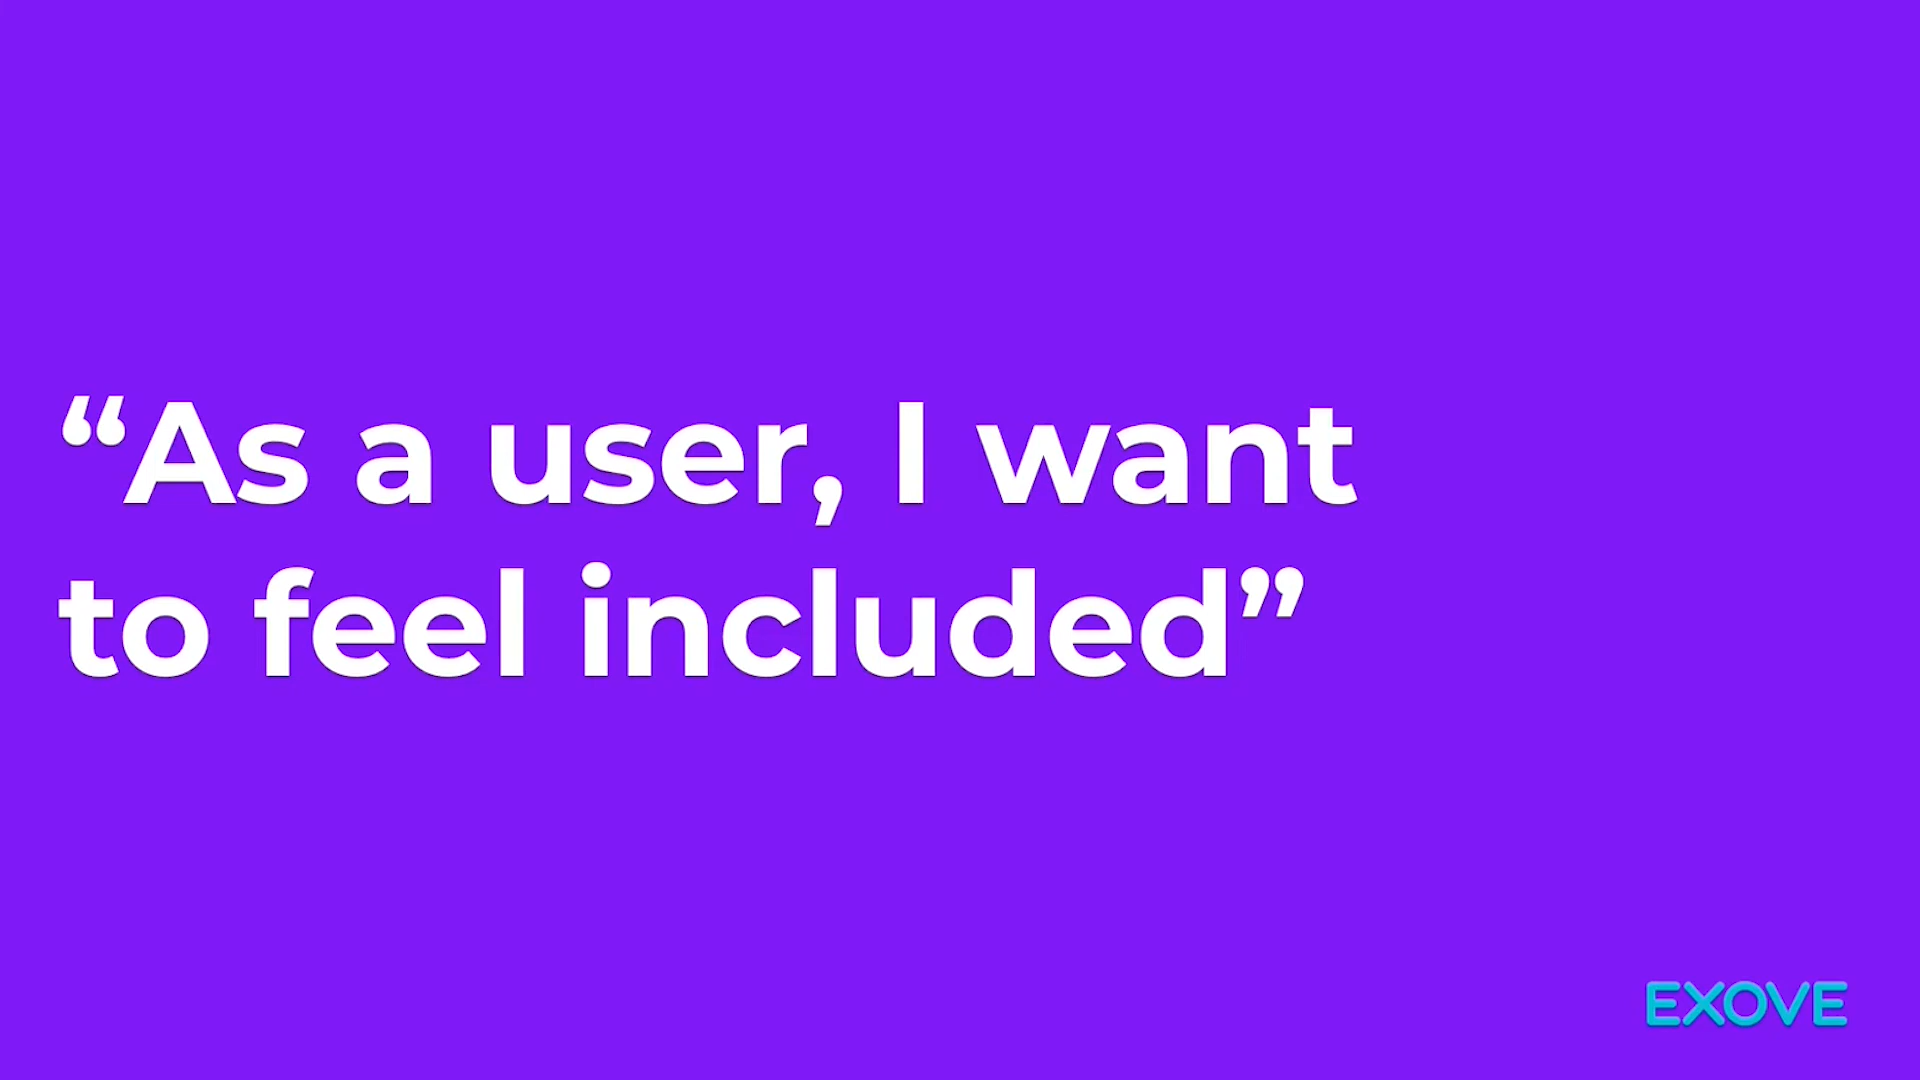 “As a user, I want
to feel included”
EXOVE